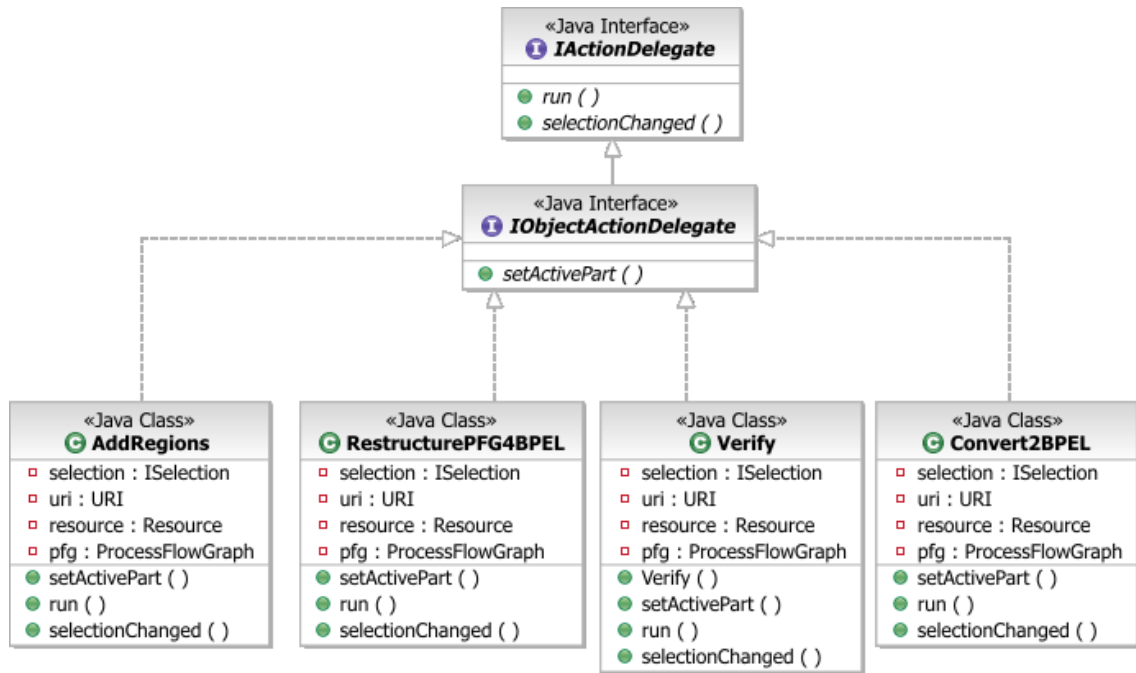 «Java Interface»
I IActionDelegate
run ( )
selectionChanged ( )
«Java Interface»
I IObjectActionDelegate
setActivePart ( )
«Java Class»
C AddRegions
selection : ISelection
uri : URI
resource : Resource
pfg : ProcessFlowGraph
setActivePart ( )
run ( )
selectionChanged ( )
«Java Class»
C RestructurePFG4BPEL
selection : ISelection
uri : URI
resource : Resource
pfg : ProcessFlowGraph
setActivePart ( )
run ( )
selectionChanged ( )
«Java Class»
C Verify
selection : ISelection
uri : URI
resource : Resource
pfg : ProcessFlowGraph
Verify ( )
setActivePart ( )
run ( )
selectionChanged ( )
«Java Class»
C Convert2BPEL
selection : ISelection
uri : URI
resource : Resource
pfg : ProcessFlowGraph
setActivePart ( )
run ( )
selectionChanged ( )